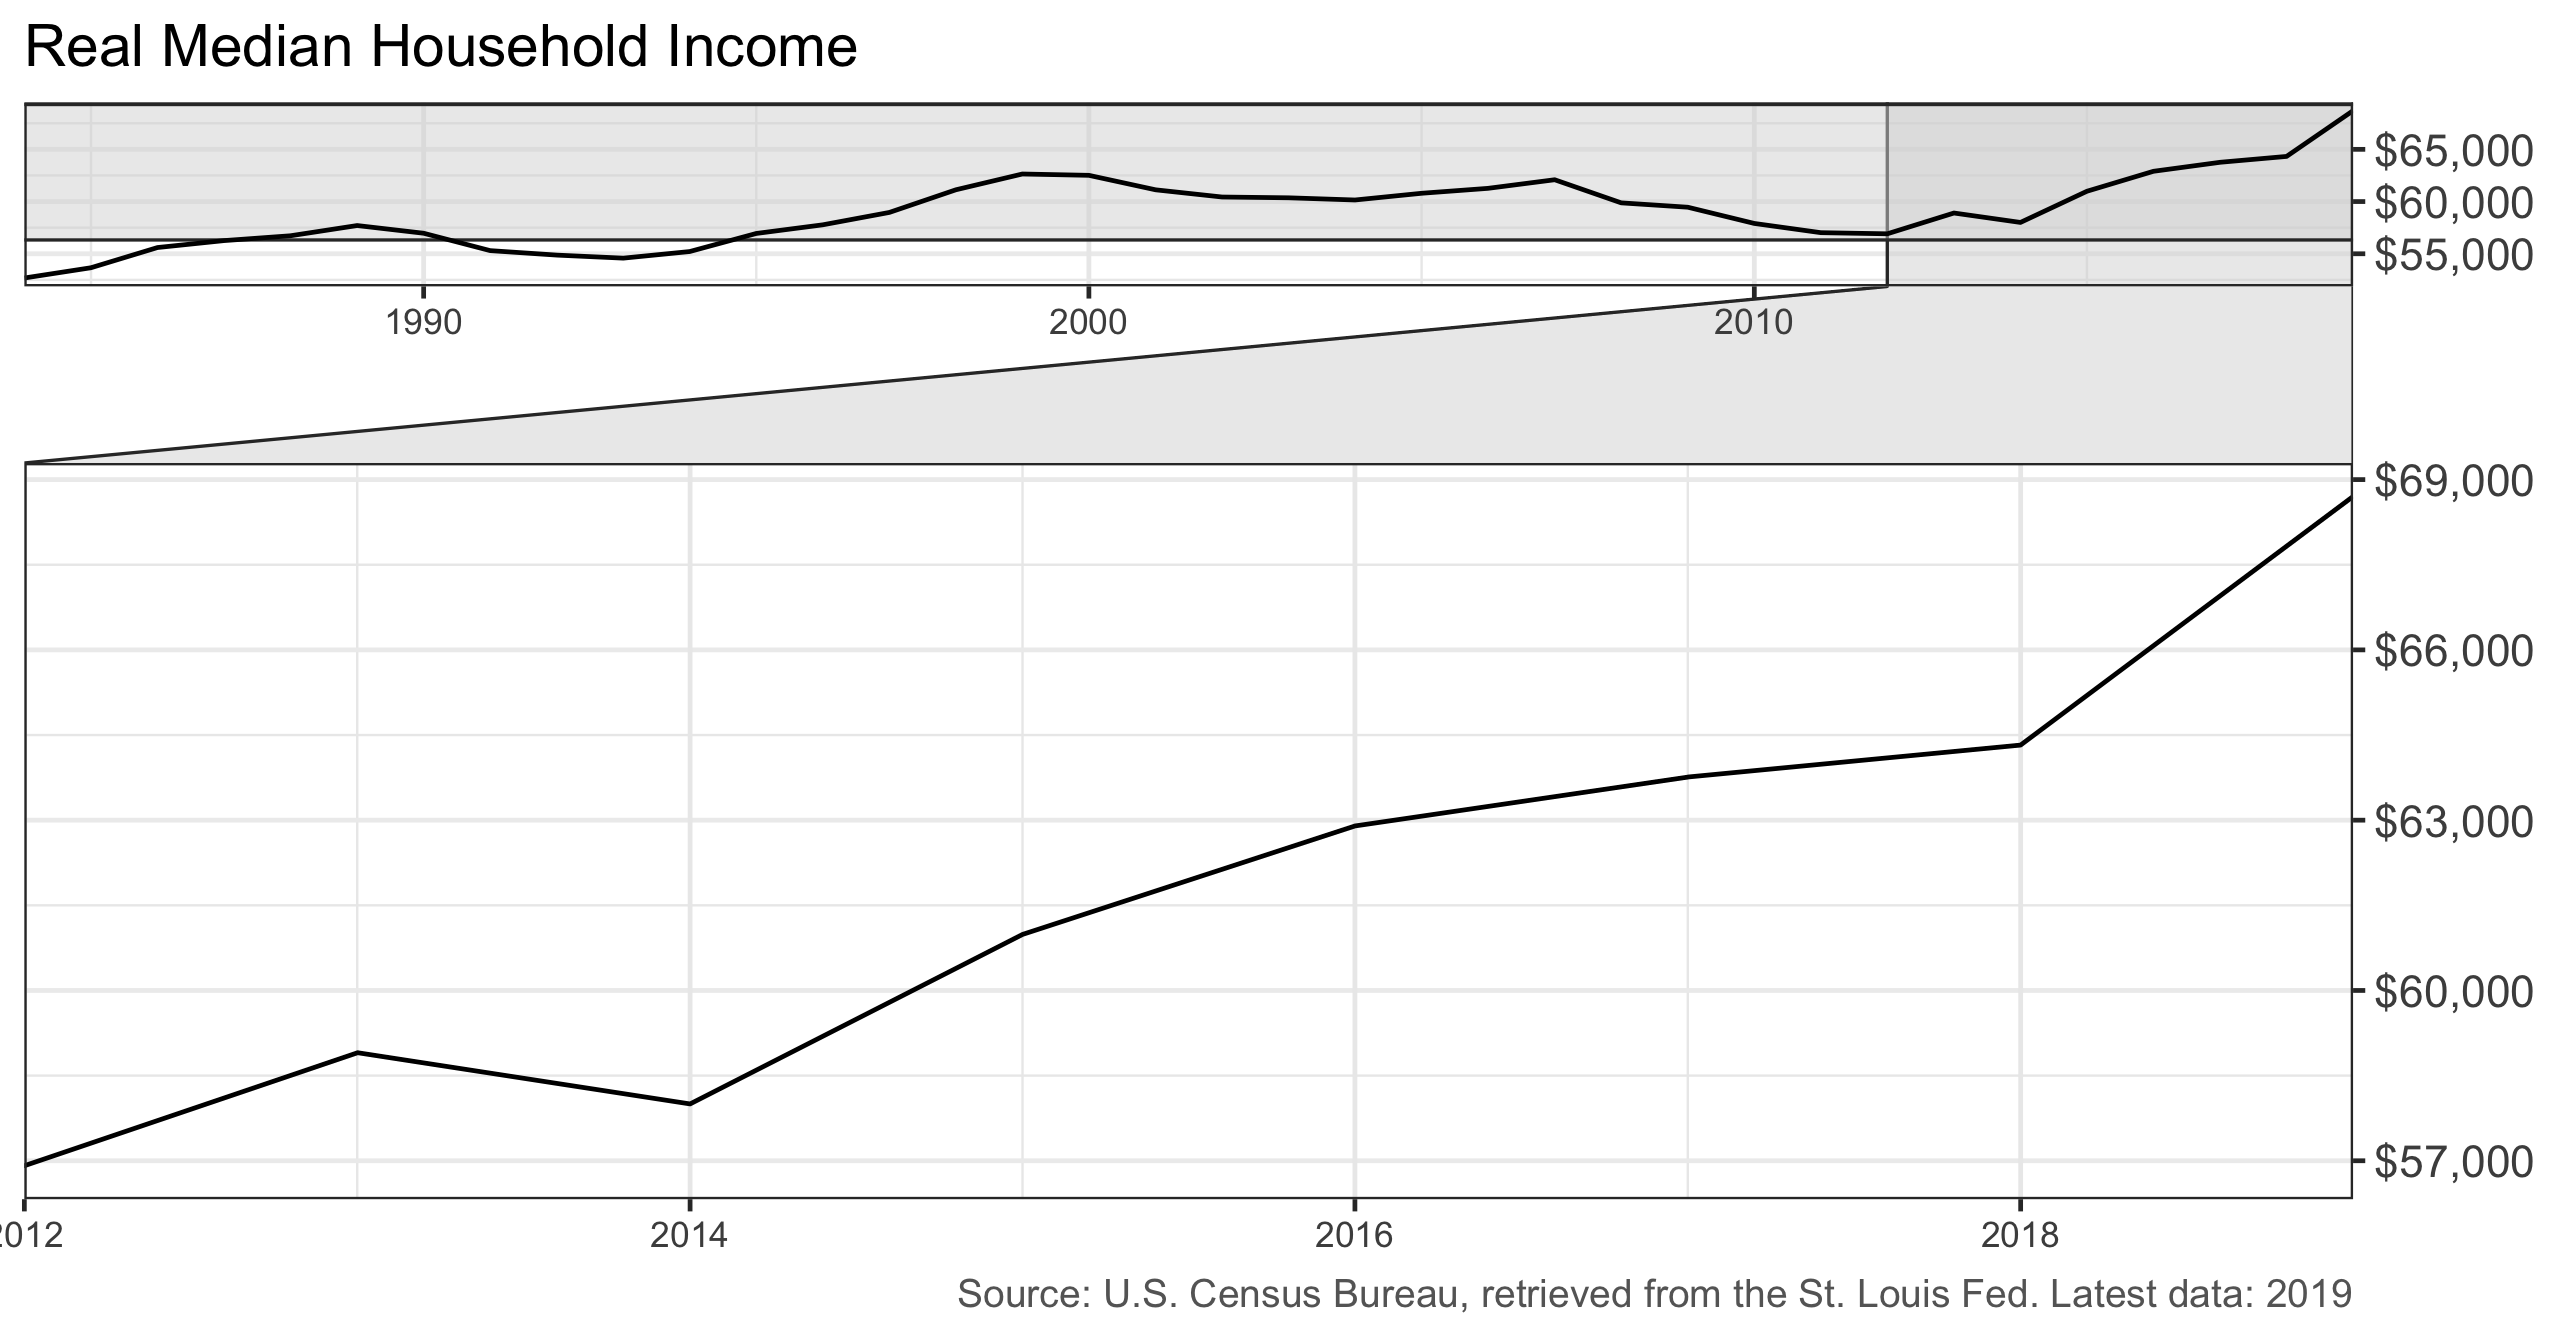 Real Median Household Income
$65,000
$60,000
$55,000
1990 2000 2010
$69,000
$66,000
$63,000
$60,000
$57,000
2012 2014 2016 2018
Source: U.S. Census Bureau, retrieved from the St. Louis Fed. Latest data: 2019